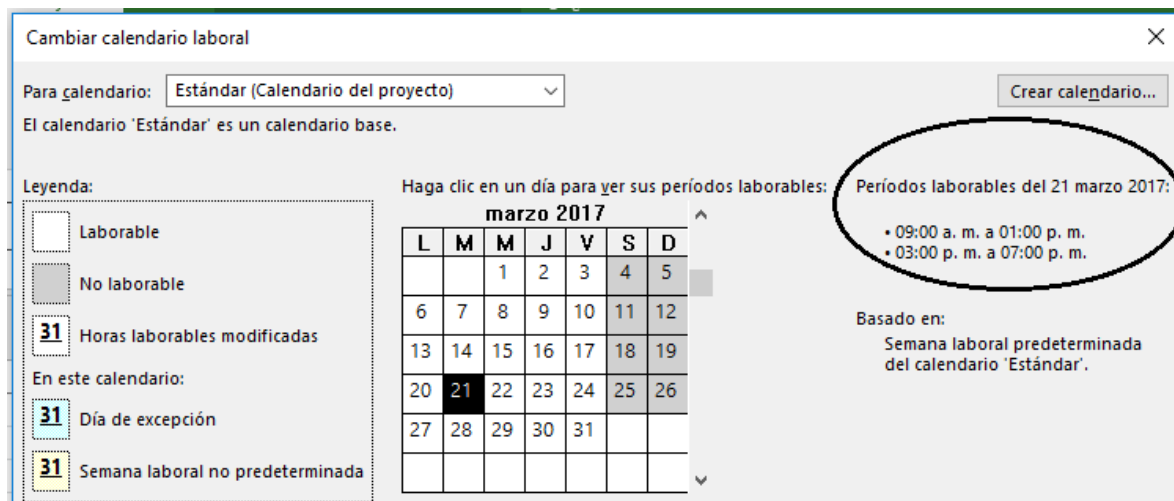 Cambiar calendario laboral
Para calendario: Estándar (Calendario del proyecto)
Crear calendario...
El calendario 'Estándar' es un calendario base.
Leyenda:
Laborable
No laborable
31 Horas laborables modificadas
En este calendario:
31 Día de excepción
31 Semana laboral no predeterminada
Haga clic en un día para ver sus períodos laborables:
marzo 2017
L M M J V S D
1 2 3 4 5
6 7 8 9 10 11 12
13 14 15 16 17 18 19
20 21 22 23 24 25 26
27 28 29 30 31
Períodos laborables del 21 marzo 2017:
• 09:00 a. m. a 01:00 p. m.
• 03:00 p. m. a 07:00 p. m.
Basado en:
Semana laboral predeterminada
del calendario 'Estándar'.